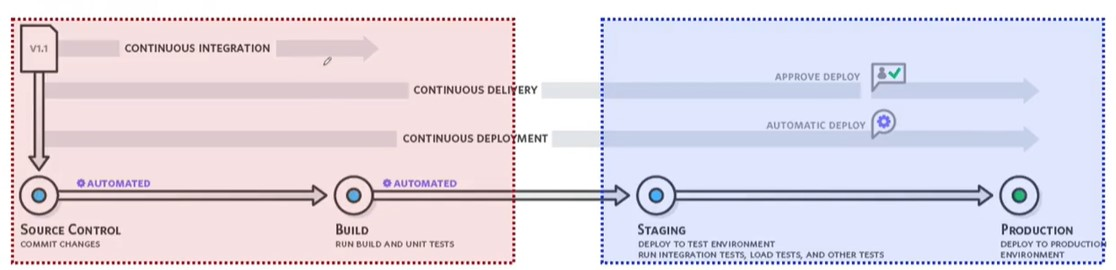 V1.1
CONTINUOUS INTEGRATION
APPROVE DEPLOY
CONTINUOUS DELIVERY
AUTOMATIC DEPLOY
CONTINUOUS DEPLOYMENT
AUTOMATED
AUTOMATED
SOURCE CONTROL
COMMIT CHANGES
BUILD
RUN BUILD AND UNIT TESTS
STAGING
DEPLOY TO TEST ENVIRONMENT
RUN INTEGRATION TESTS, LOAD TESTS, AND OTHER TESTS
PRODUCTION
DEPLOY TO PRODUCTION
ENVIRONMENT